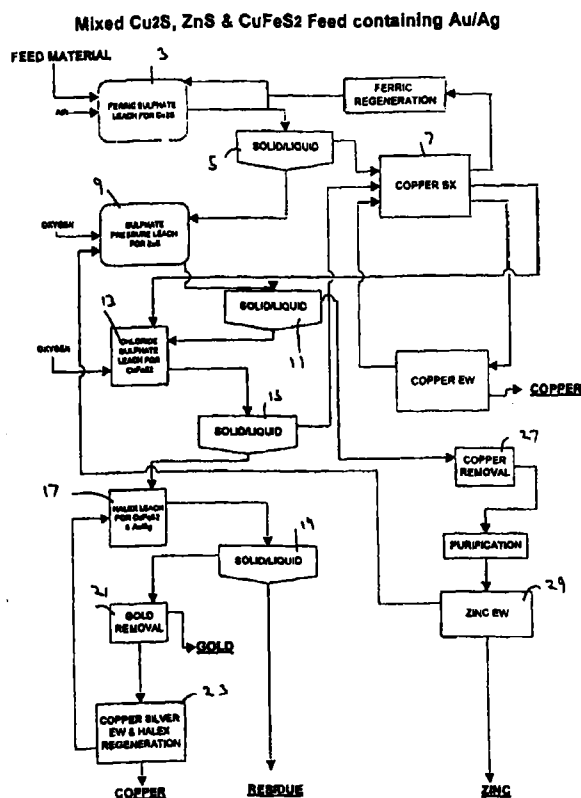 Mixed Cu2S, ZnS & CuFeS2 Feed containing Au/Ag
FEED MATERIAL
3
AIR
FERRIC SULPHATE
LEACH FOR Cu2S
FERRIC
REGENERATION
5
SOLID/LIQUID
7
COPPER SX
9
OXYGEN
SULPHATE
PRESSURE LEACH
FOR ZnS
SOLID/LIQUID
11
13
OXYGEN
CHLORIDE
SULPHATE
LEACH FOR
CuFeS2
COPPER EW
COPPER
15
SOLID/LIQUID
27
COPPER
REMOVAL
17
HALEX LEACH
FOR CuFeS2
& Au/Ag
19
SOLID/LIQUID
PURIFICATION
21
GOLD
REMOVAL
GOLD
29
ZINC EW
23
COPPER SILVER
EW & HALEX
REGENERATION
COPPER
RESIDUE
ZINC